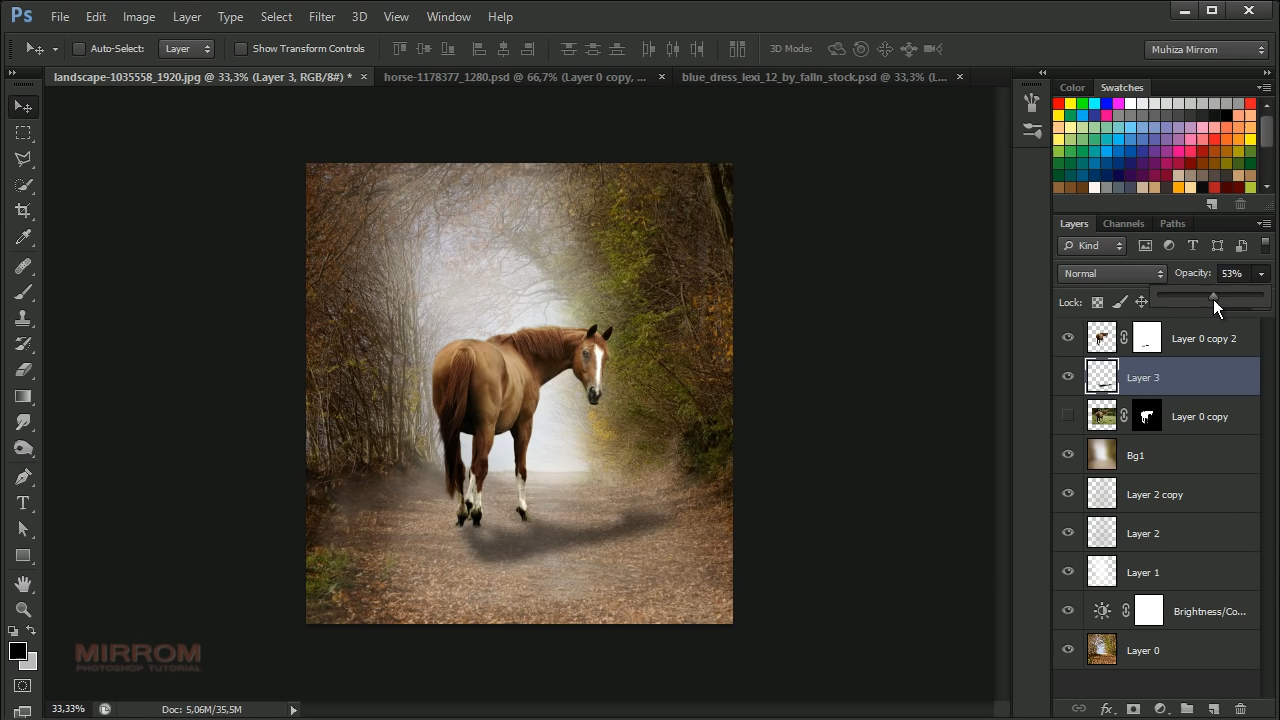 Ps File Edit Image Layer Type Select Filter 3D View Window Help
Auto-Select: Layer Show Transform Controls 3D Mode: Muhiza Mirrom
landscape-1035558_1920.jpg @ 33,3% (Layer 3, RGB/8#) * × horse-1178377_1280.psd @ 66,7% (Layer 0 copy, ... × blue_dress_lexi_12_by_falln_stock.psd @ 33,3% (L... ×
Color Swatches
Layers Channels Paths
Kind
Normal Opacity: 53%
Lock:
Layer 0 copy 2
Layer 3
Layer 0 copy
Bg1
Layer 2 copy
Layer 2
Layer 1
Brightness/Co...
Layer 0
MIRROM
PHOTOSHOP TUTORIAL
33,33% Doc: 5,06M/35,5M
fx